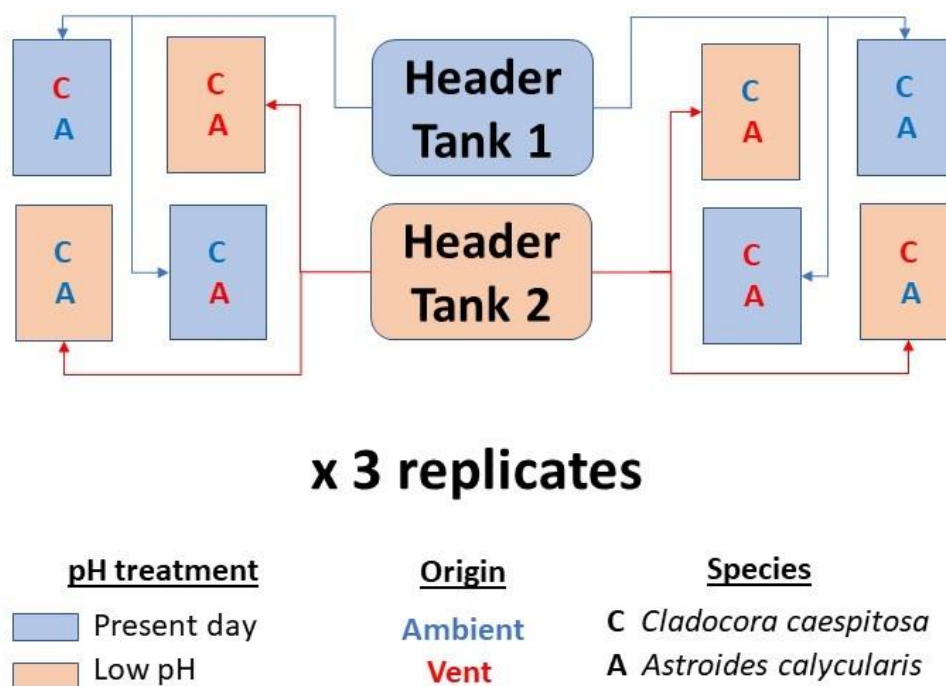 Header
Tank 1
C
A
C
A
C
A
C
A
Header
Tank 2
C
A
C
A
C
A
C
A
x 3 replicates
pH treatment
Present day
Low pH
Origin
Ambient
Vent
Species
C Cladocora caespitosa
A Astroides calycularis